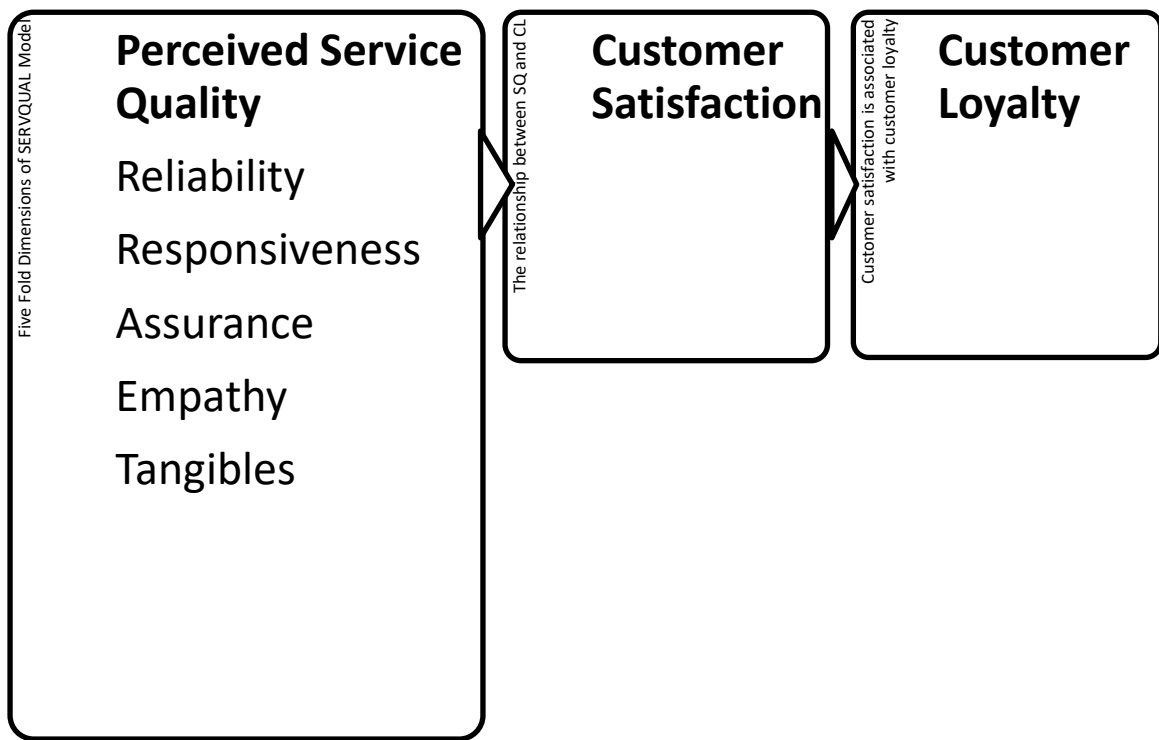 Five Fold Dimensions of SERVQUAL Model
Perceived Service
Quality
Reliability
Responsiveness
Assurance
Empathy
Tangibles
The relationship between SQ and CL
Customer
Satisfaction
Customer satisfaction is associated
with customer loyalty
Customer
Loyalty